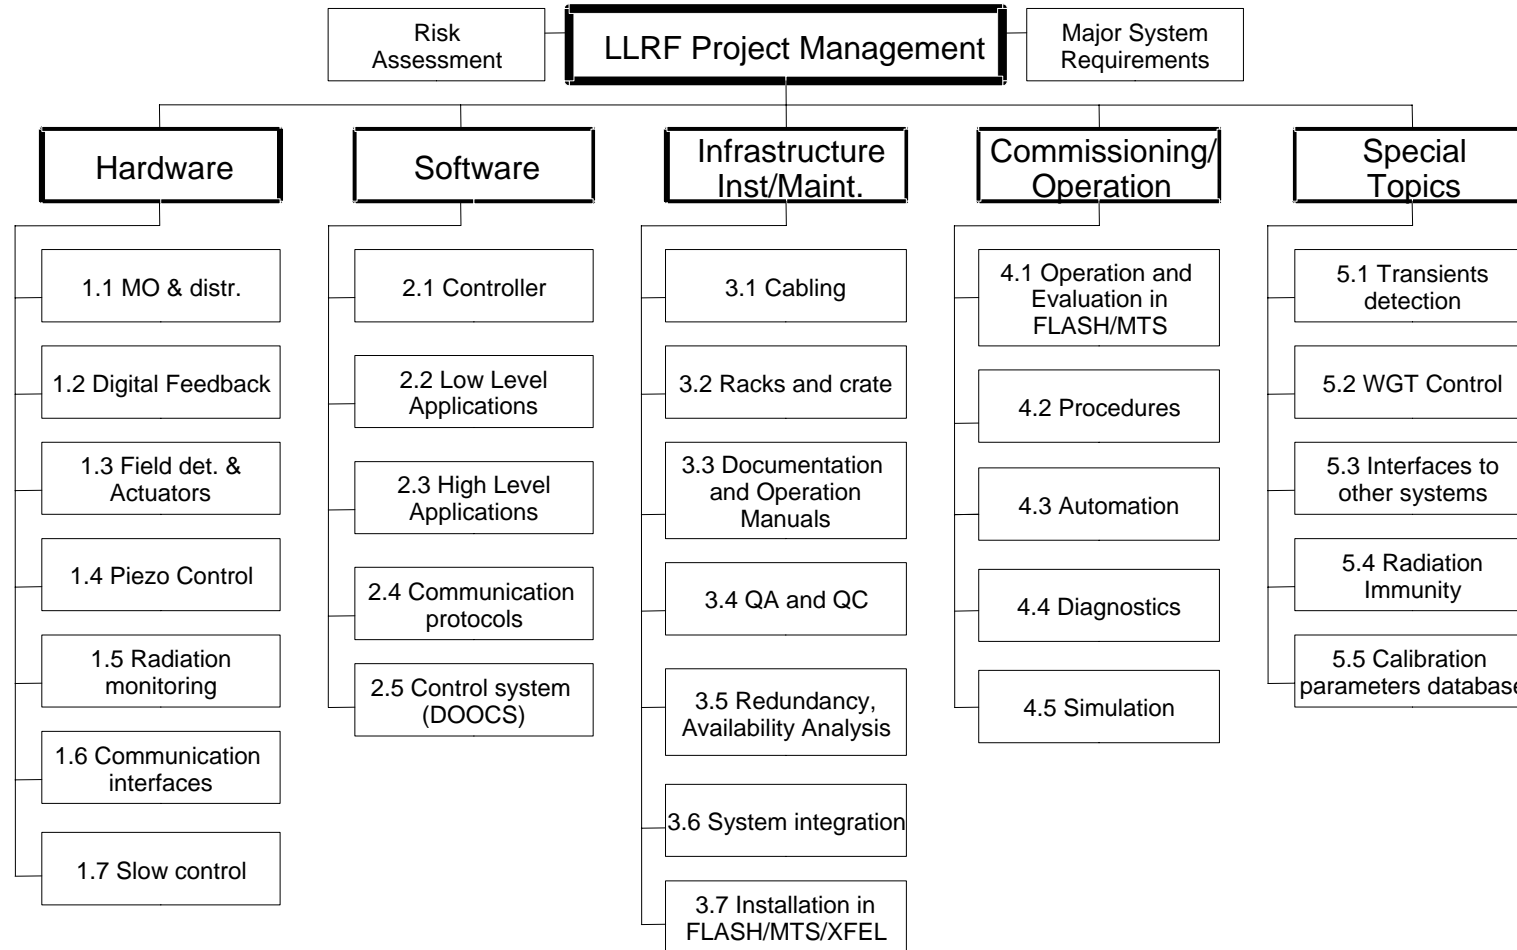 Risk
Assessment
LLRF Project Management
Major System
Requirements
Hardware
Software
Infrastructure
Inst/Maint.
Commissioning/
Operation
Special
Topics
1.1 MO & distr.
1.2 Digital Feedback
1.3 Field det. &
Actuators
1.4 Piezo Control
1.5 Radiation
monitoring
1.6 Communication
interfaces
1.7 Slow control
2.1 Controller
2.2 Low Level
Applications
2.3 High Level
Applications
2.4 Communication
protocols
2.5 Control system
(DOOCS)
3.1 Cabling
3.2 Racks and crate
3.3 Documentation
and Operation
Manuals
3.4 QA and QC
3.5 Redundancy,
Availability Analysis
3.6 System integration
3.7 Installation in
FLASH/MTS/XFEL
4.1 Operation and
Evaluation in
FLASH/MTS
4.2 Procedures
4.3 Automation
4.4 Diagnostics
4.5 Simulation
5.1 Transients
detection
5.2 WGT Control
5.3 Interfaces to
other systems
5.4 Radiation
Immunity
5.5 Calibration
parameters database